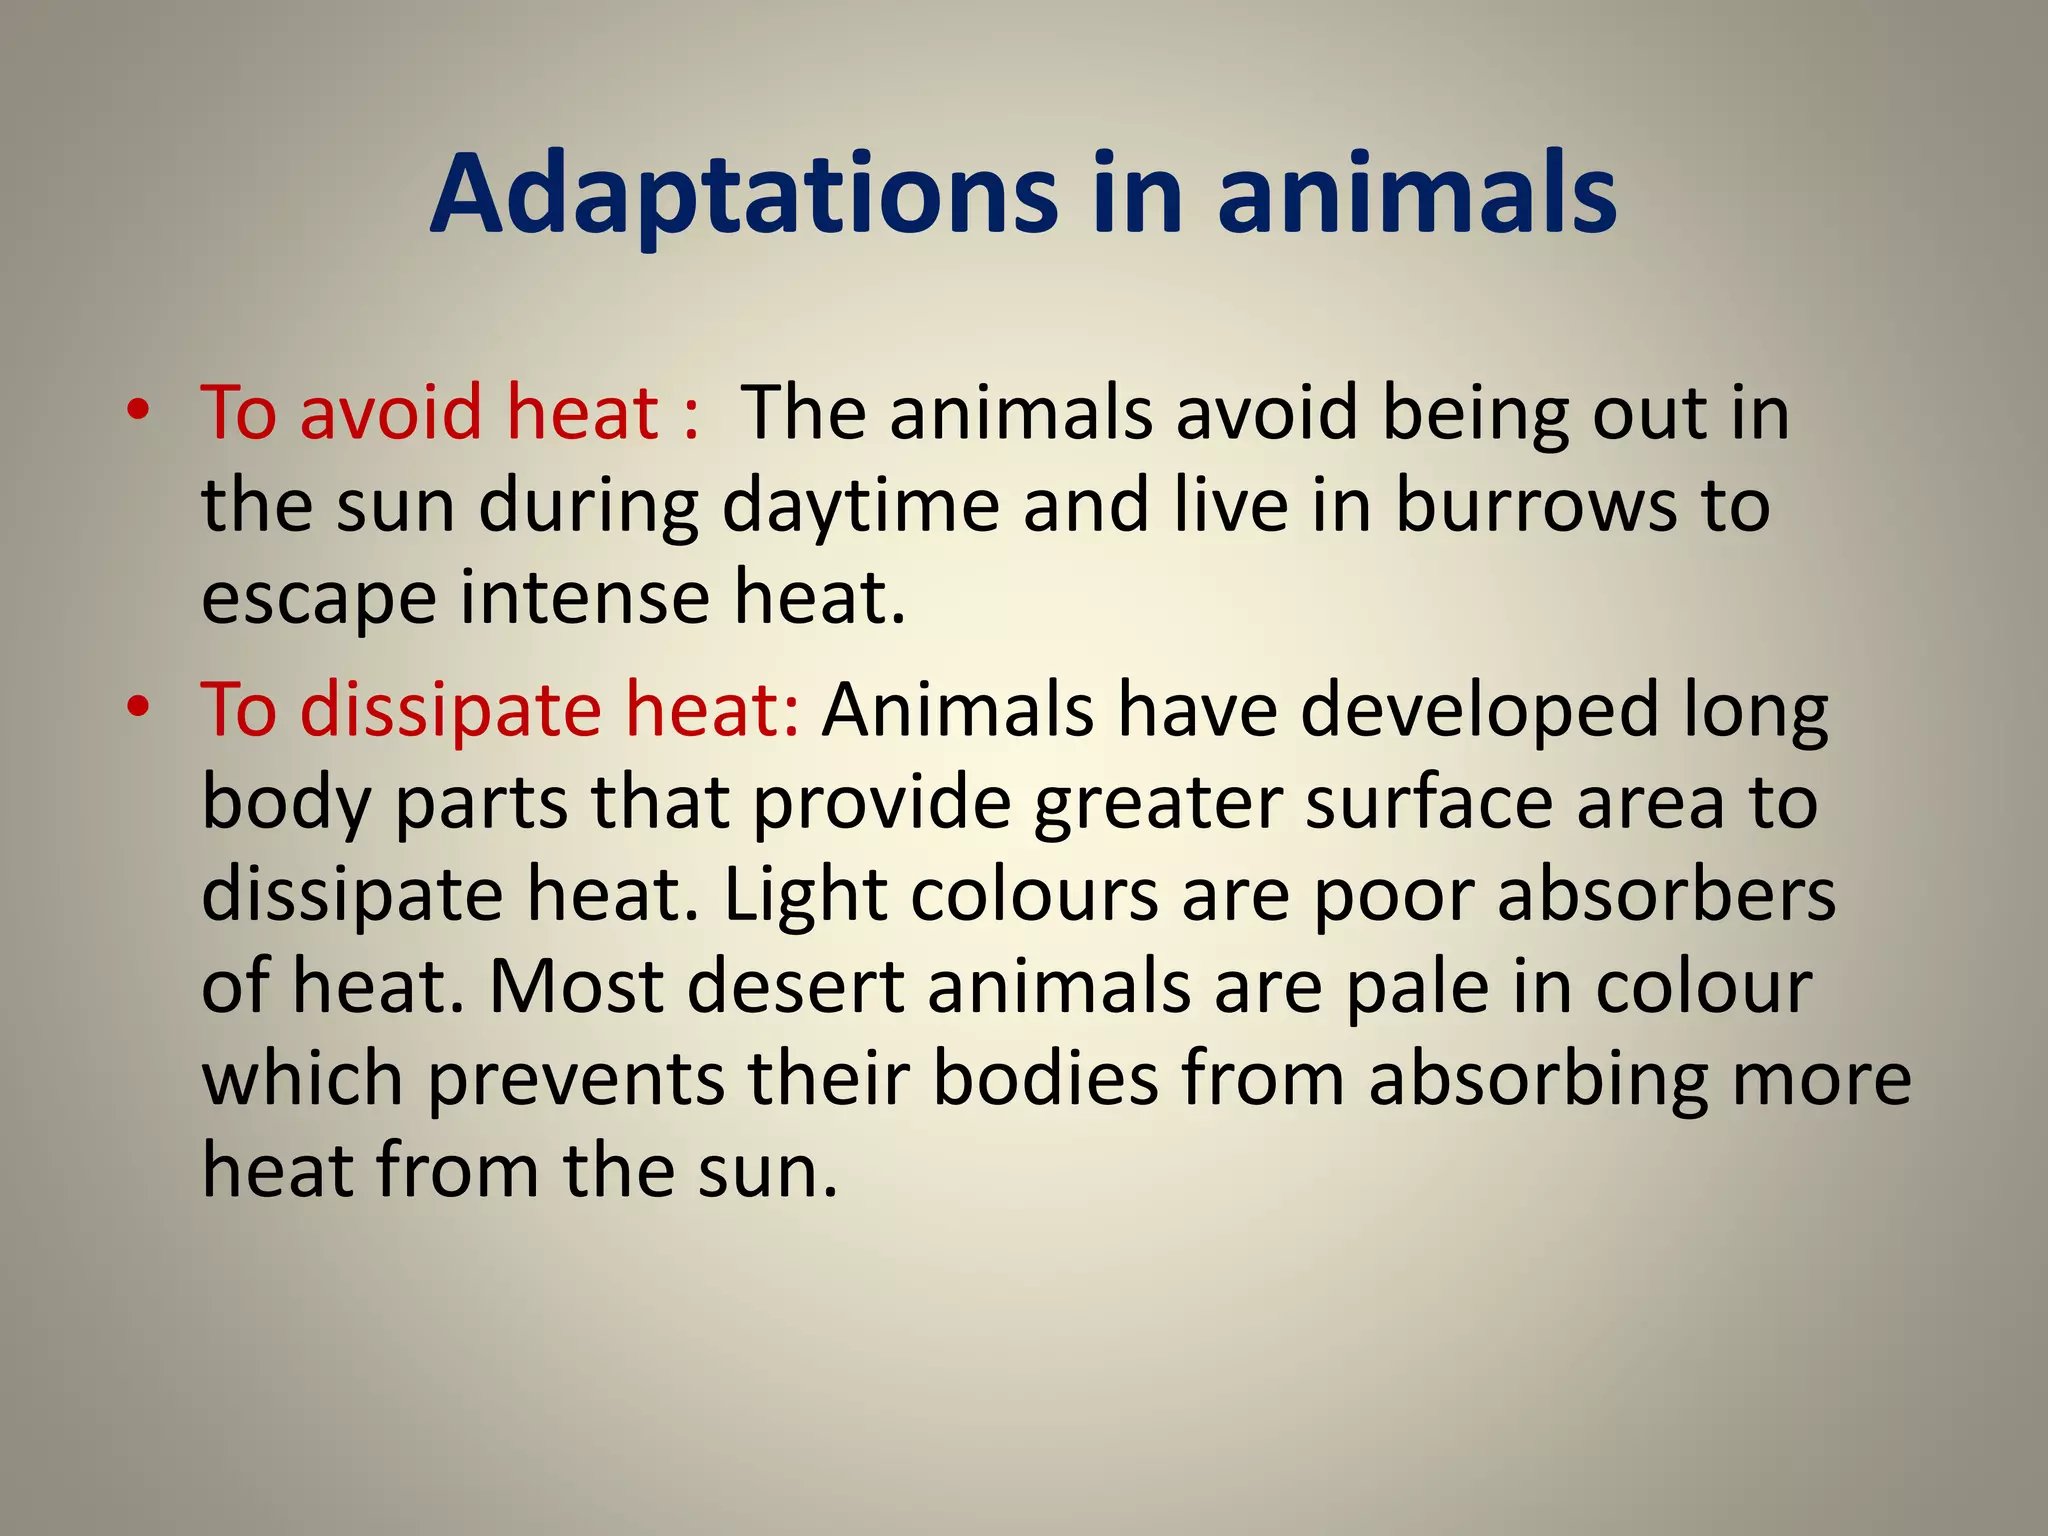 Adaptations in animals
• To avoid heat :  The animals avoid being out in
the sun during daytime and live in burrows to
escape intense heat.
• To dissipate heat: Animals have developed long
body parts that provide greater surface area to
dissipate heat. Light colours are poor absorbers
of heat. Most desert animals are pale in colour
which prevents their bodies from absorbing more
heat from the sun.